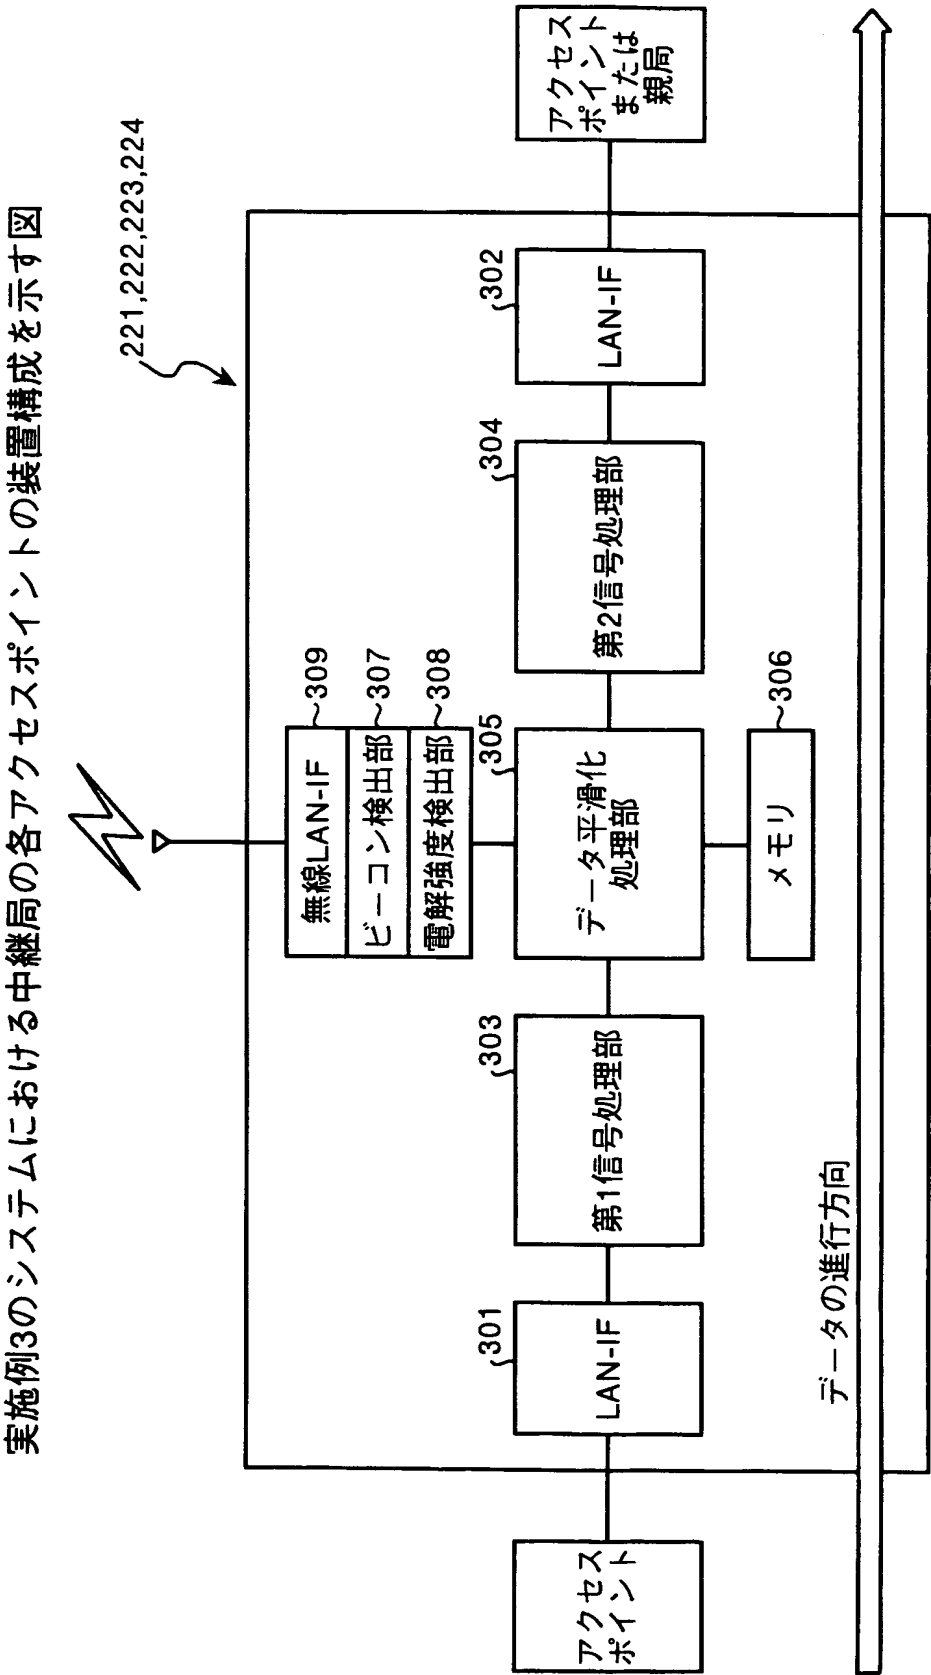 実施例3のシステムにおける中継局の各アクセスポイントの装置構成を示す図
221,222,223,224
無線LAN-IF
309
ビーコン検出部
307
電解強度検出部
308
アクセス
ポイント
301
LAN-IF
303
第1信号処理部
305
データ平滑化
処理部
304
第2信号処理部
302
LAN-IF
アクセス
ポイント
または
親局
メモリ
306
データの進行方向